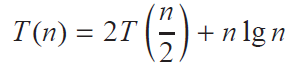 T(n) = 2T(n/2) + n lg n